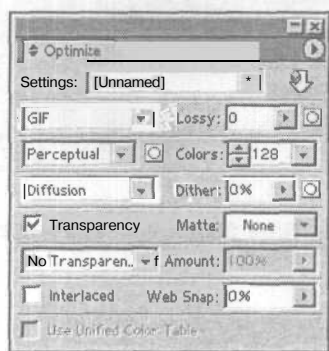 Optimize
Settings: [Unnamed]
GIF Lossy: 0
Perceptual Colors: 128
Diffusion Dither: 0%
Transparency Matte: None
No Transparen.. Amount: 100%
Interlaced Web Snap: 0%
Use Unified Color Table